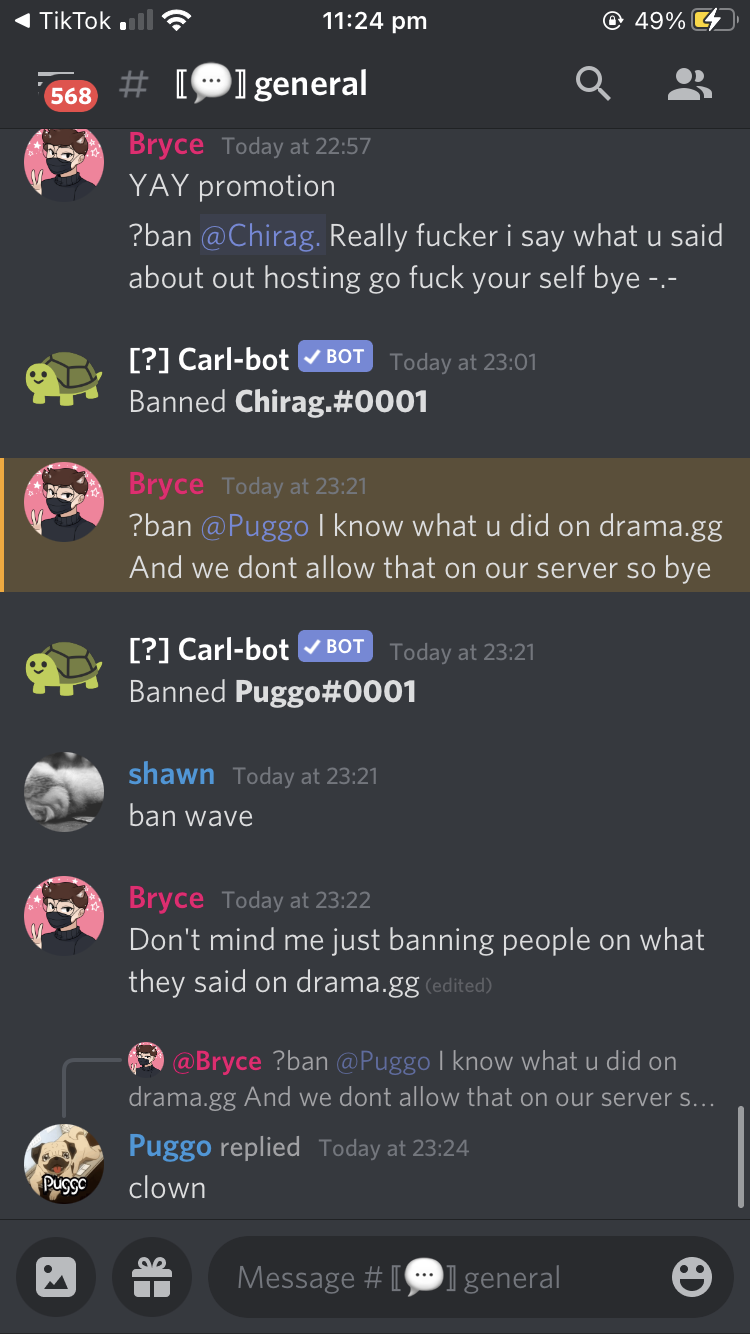 TikTok 11:24 pm 49%
568 # 〚💬〛general
Bryce Today at 22:57
YAY promotion
?ban @Chirag. Really fucker i say what u said
about out hosting go fuck your self bye -.-
[?] Carl-bot ✓ BOT Today at 23:01
Banned Chirag.#0001
Bryce Today at 23:21
?ban @Puggo I know what u did on drama.gg
And we dont allow that on our server so bye
[?] Carl-bot ✓ BOT Today at 23:21
Banned Puggo#0001
shawn Today at 23:21
ban wave
Bryce Today at 23:22
Don't mind me just banning people on what
they said on drama.gg (edited)
@Bryce ?ban @Puggo I know what u did on
drama.gg And we dont allow that on our server s...
Puggo replied Today at 23:24
Puggo
clown
Message #〚💬〛general